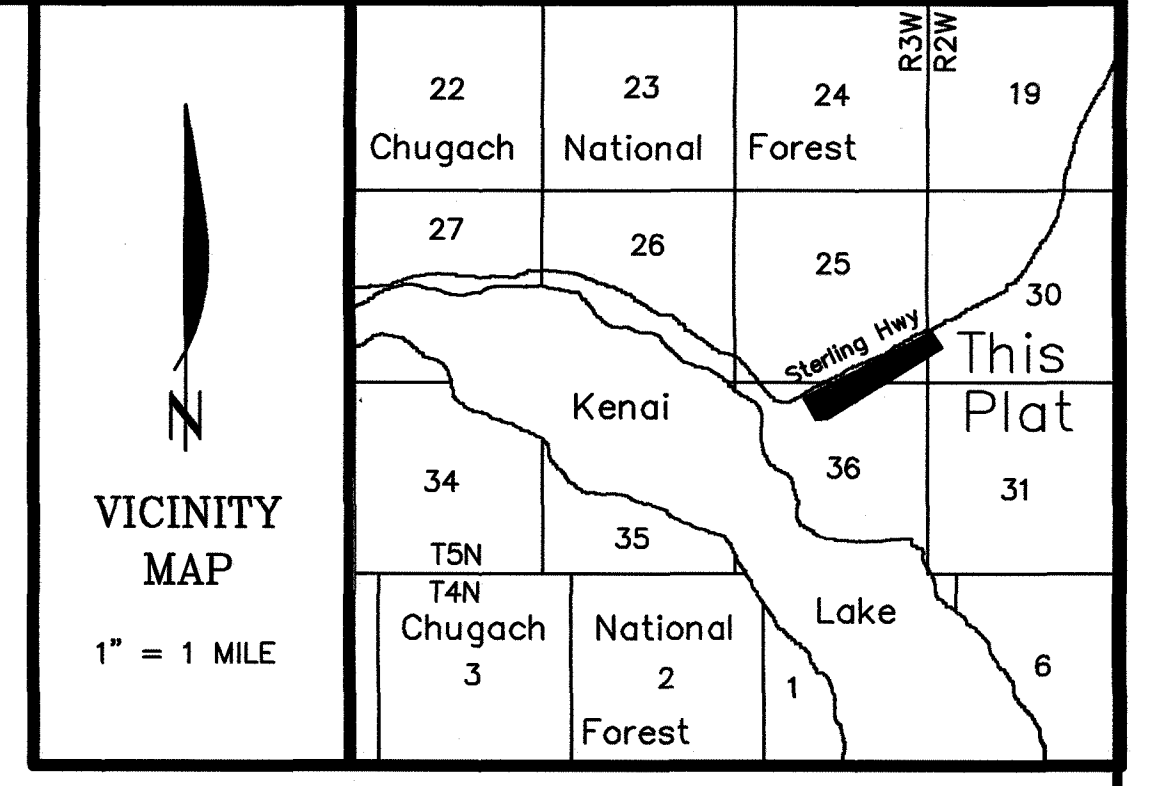 N
VICINITY
MAP
1” = 1 MILE
R3W
R2W
22
23
24
19
Chugach
National
Forest
27
26
25
30
Sterling Hwy
This
Plat
Kenai
34
35
36
31
T5N
T4N
Chugach
National
Lake
3
2
1
6
Forest